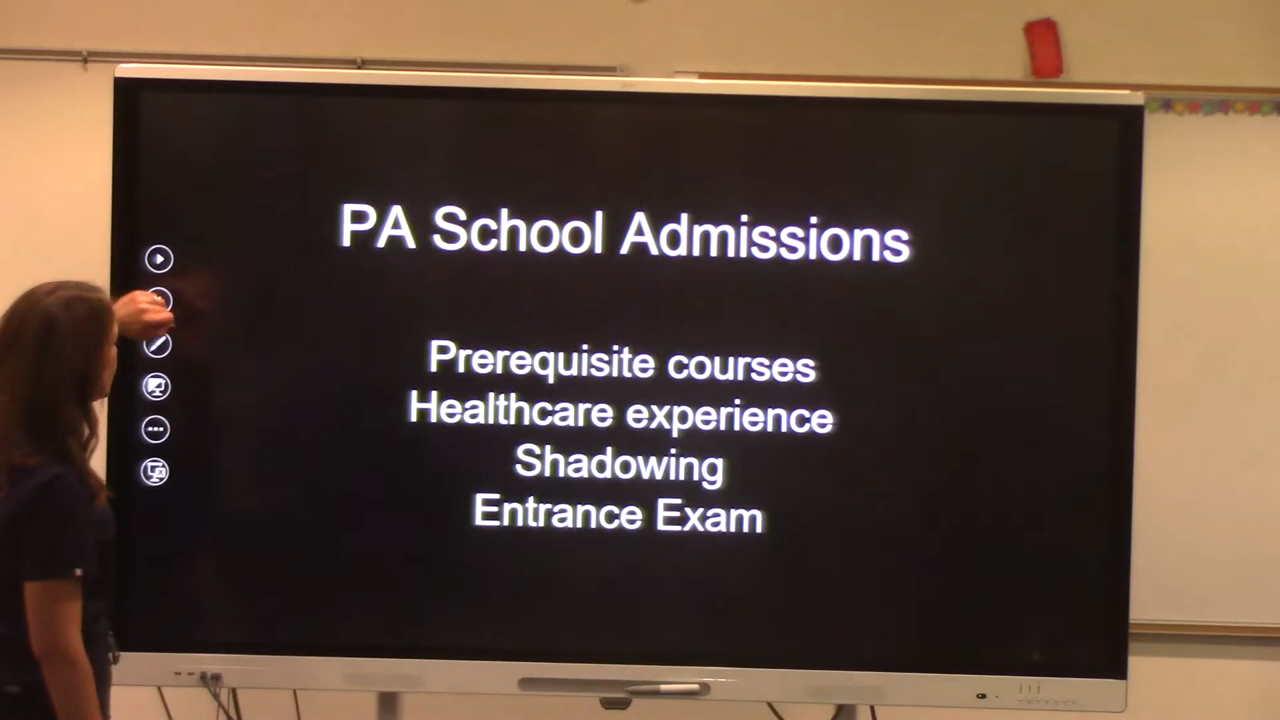 PA School Admissions
Prerequisite courses
Healthcare experience
Shadowing
Entrance Exam